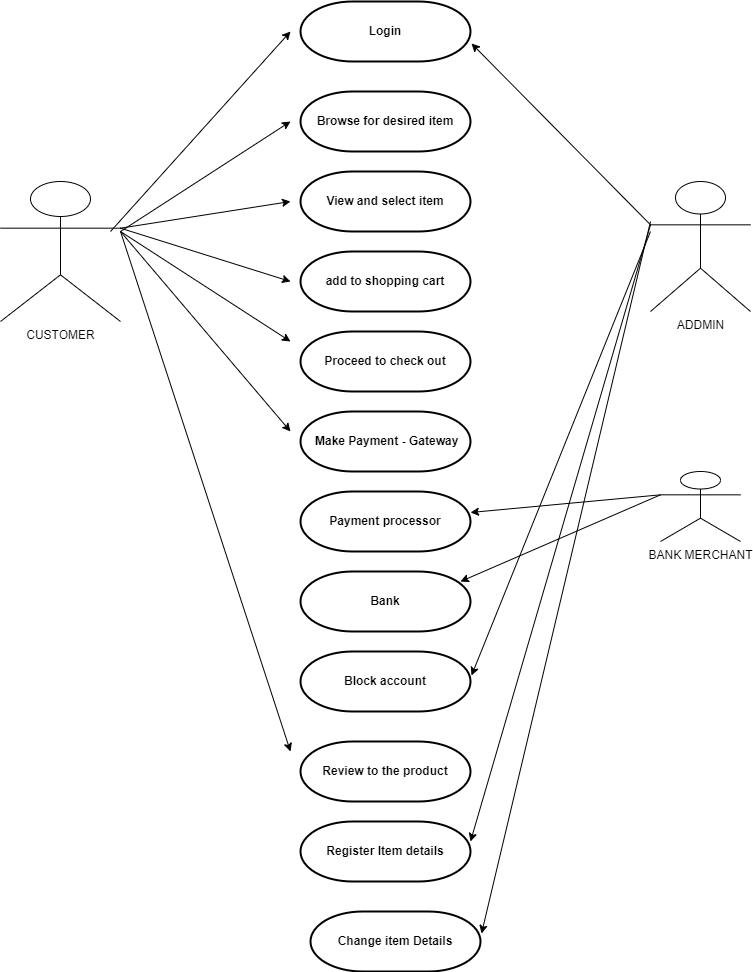 Login
Browse for desired item
View and select item
CUSTOMER
add to shopping cart
ADDMIN
Proceed to check out
Make Payment - Gateway
Payment processor
BANK MERCHANT
Bank
Block account
Review to the product
Register Item details
Change item Details